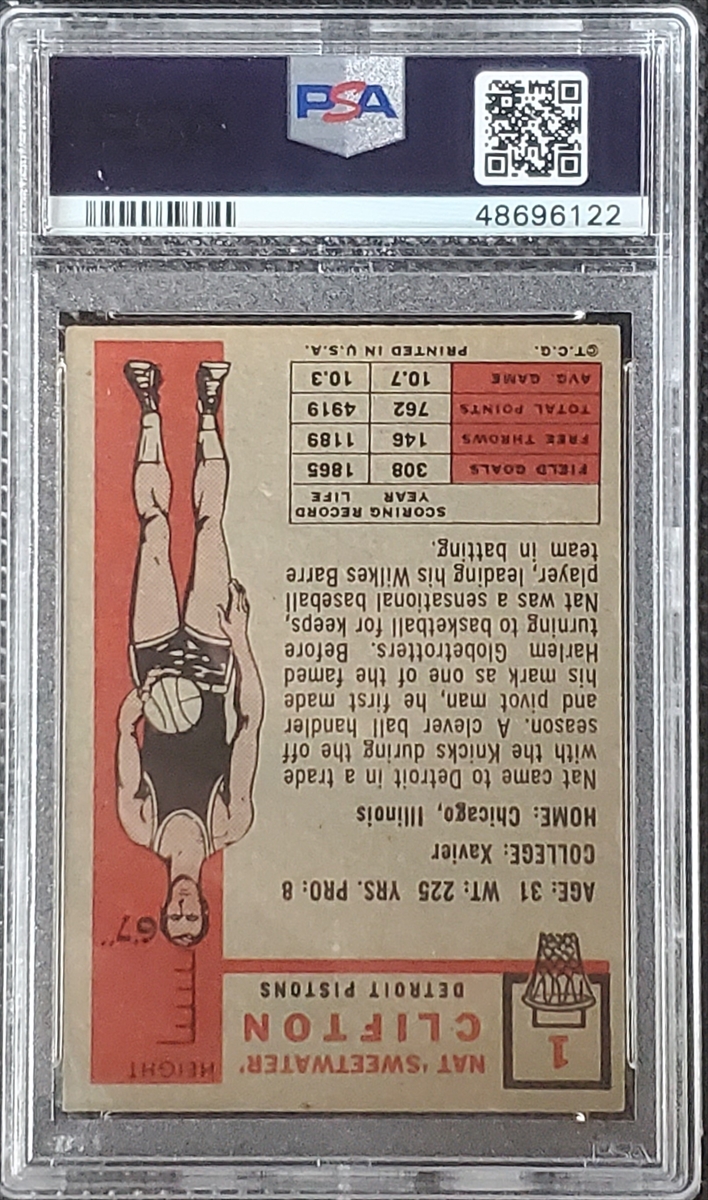 PSA
48696122
1
NAT 'SWEETWATER'
CLIFTON
DETROIT PISTONS
HEIGHT
6'7"
AGE: 31 WT: 225 YRS. PRO: 8
COLLEGE: Xavier
HOME: Chicago, Illinois
Nat came to Detroit in a trade
with the Knicks during the off
season. A clever ball handler
and pivot man, he first made
his mark as one of the famed
Harlem Globetrotters. Before
turning to basketball for keeps,
Nat was a sensational baseball
player, leading his Wilkes Barre
team in batting.
SCORING RECORD
YEAR LIFE
FIELD GOALS 308 1865
FREE THROWS 146 1189
TOTAL POINTS 762 4919
AVG. GAME 10.7 10.3
©T.C.G. PRINTED IN U.S.A.
PSA